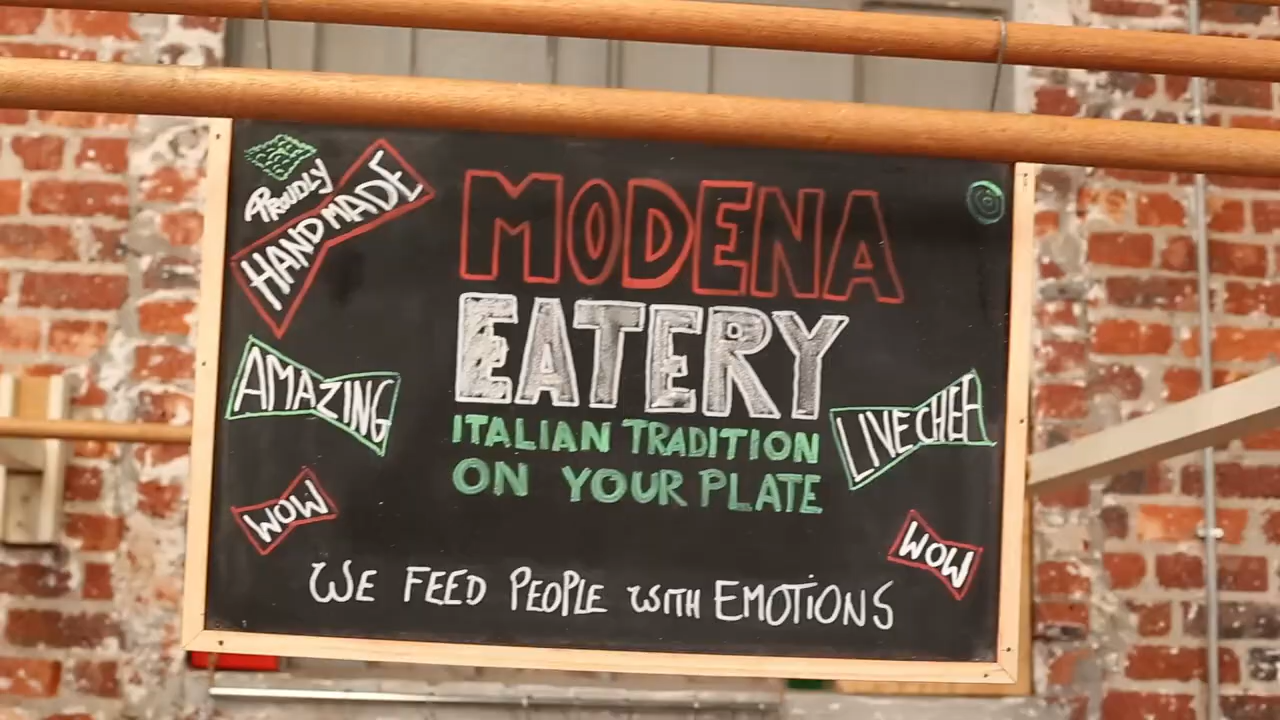 PROUDLY
HANDMADE
MODENA
EATERY
ITALIAN TRADITION
ON YOUR PLATE
AMAZING
LIVE CHEF
WOW
WOW
WE FEED PEOPLE WITH EMOTIONS